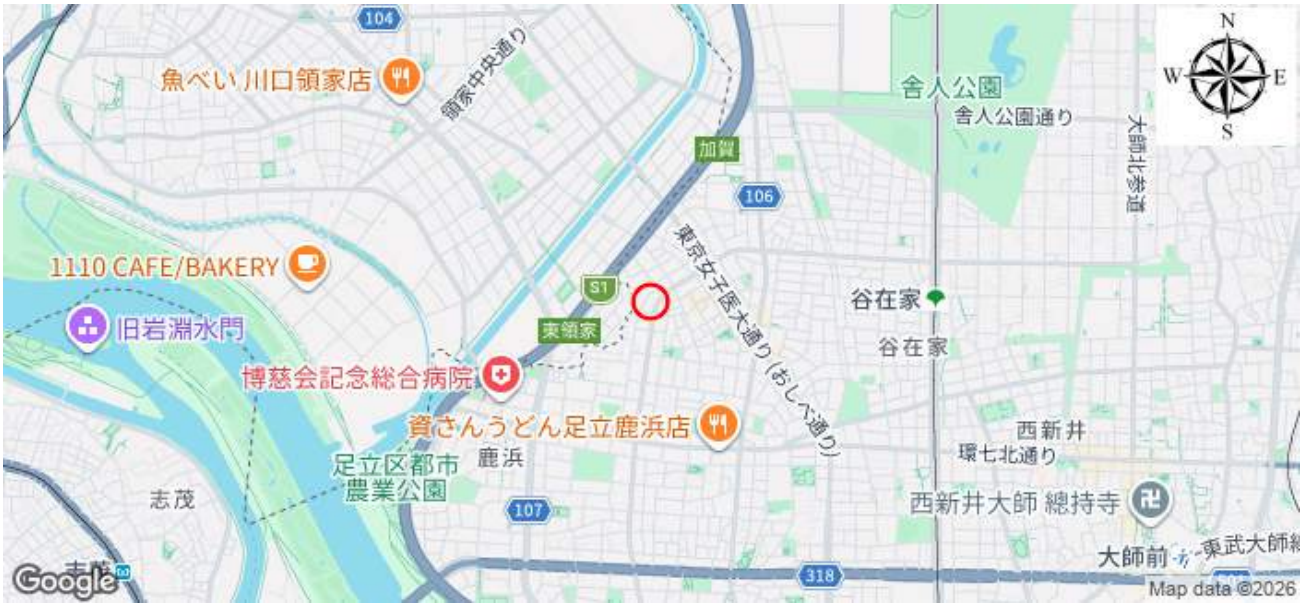 104
魚べい 川口領家店
領家中央通り
舎人公園
舎人公園通り
N
W
E
S
加賀
106
大師北参道
東京女子医大通り(おしべ通り)
1110 CAFE/BAKERY
S1
谷在家
谷在家
旧岩淵水門
東領家
博慈会記念総合病院
資さんうどん足立鹿浜店
西新井
環七北通り
足立区都市
農業公園
鹿浜
志茂
107
西新井大師 總持寺
卍
大師前
東武大師線
318
Google
Map data ©2026